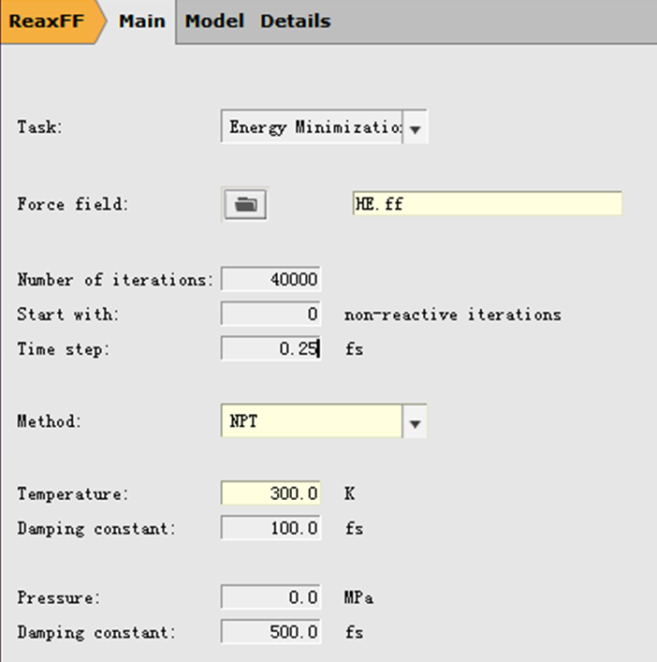 ReaxFF Main Model Details
Task: Energy Minimizatio
Force field: HE.ff
Number of iterations: 40000
Start with: 0 non-reactive iterations
Time step: 0.25 fs
Method: NPT
Temperature: 300.0 K
Damping constant: 100.0 fs
Pressure: 0.0 MPa
Damping constant: 500.0 fs